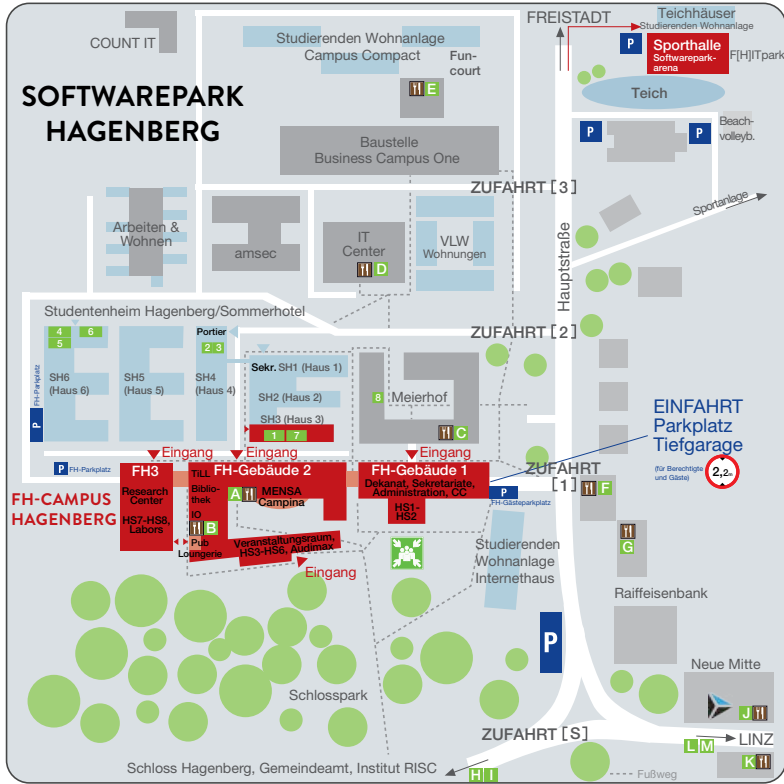 FREISTADT
Teichhäuser
Studierenden Wohnanlage
COUNT IT
Studierenden Wohnanlage
Campus Compact
Fun-
court
P
Sporthalle
Softwarepark-
arena
F[H]ITpark
SOFTWAREPARK
HAGENBERG
E
Teich
Baustelle
Business Campus One
P
P
Beach-
volleyb.
ZUFAHRT [3]
Sportanlage
Arbeiten &
Wohnen
amsec
IT
Center
D
VLW
Wohnungen
Hauptstraße
Studentenheim Hagenberg/Sommerhotel
4
6
5
Portier
2 3
ZUFAHRT [2]
Sekr. SH1 (Haus 1)
SH6
(Haus 6)
SH5
(Haus 5)
SH4
(Haus 4)
SH2 (Haus 2)
SH3 (Haus 3)
1
7
8
Meierhof
C
FH-Parkplatz
P
EINFAHRT
Parkplatz
Tiefgarage
(für Berechtigte
und Gäste)
2,2m
Eingang
Eingang
Eingang
P
FH-Parkplatz
ZUFAHRT
[1]
FH-CAMPUS
HAGENBERG
FH3
Research
Center
HS7-HS8,
Labors
FH-Gebäude 2
TiLL
Biblio-
thek
IO
B
Pub
Loungerie
A
MENSA
Campina
Veranstaltungsraum,
HS3-HS6, Audimax
Eingang
FH-Gebäude 1
Dekanat, Sekretariate,
Administration, CC
HS1-
HS2
P
FH-Gästeparkplatz
F
G
Studierenden
Wohnanlage
Internethaus
Raiffeisenbank
P
Schlosspark
Neue Mitte
J
ZUFAHRT [S]
L M
LINZ
K
H I
Schloss Hagenberg, Gemeindeamt, Institut RISC
Fußweg